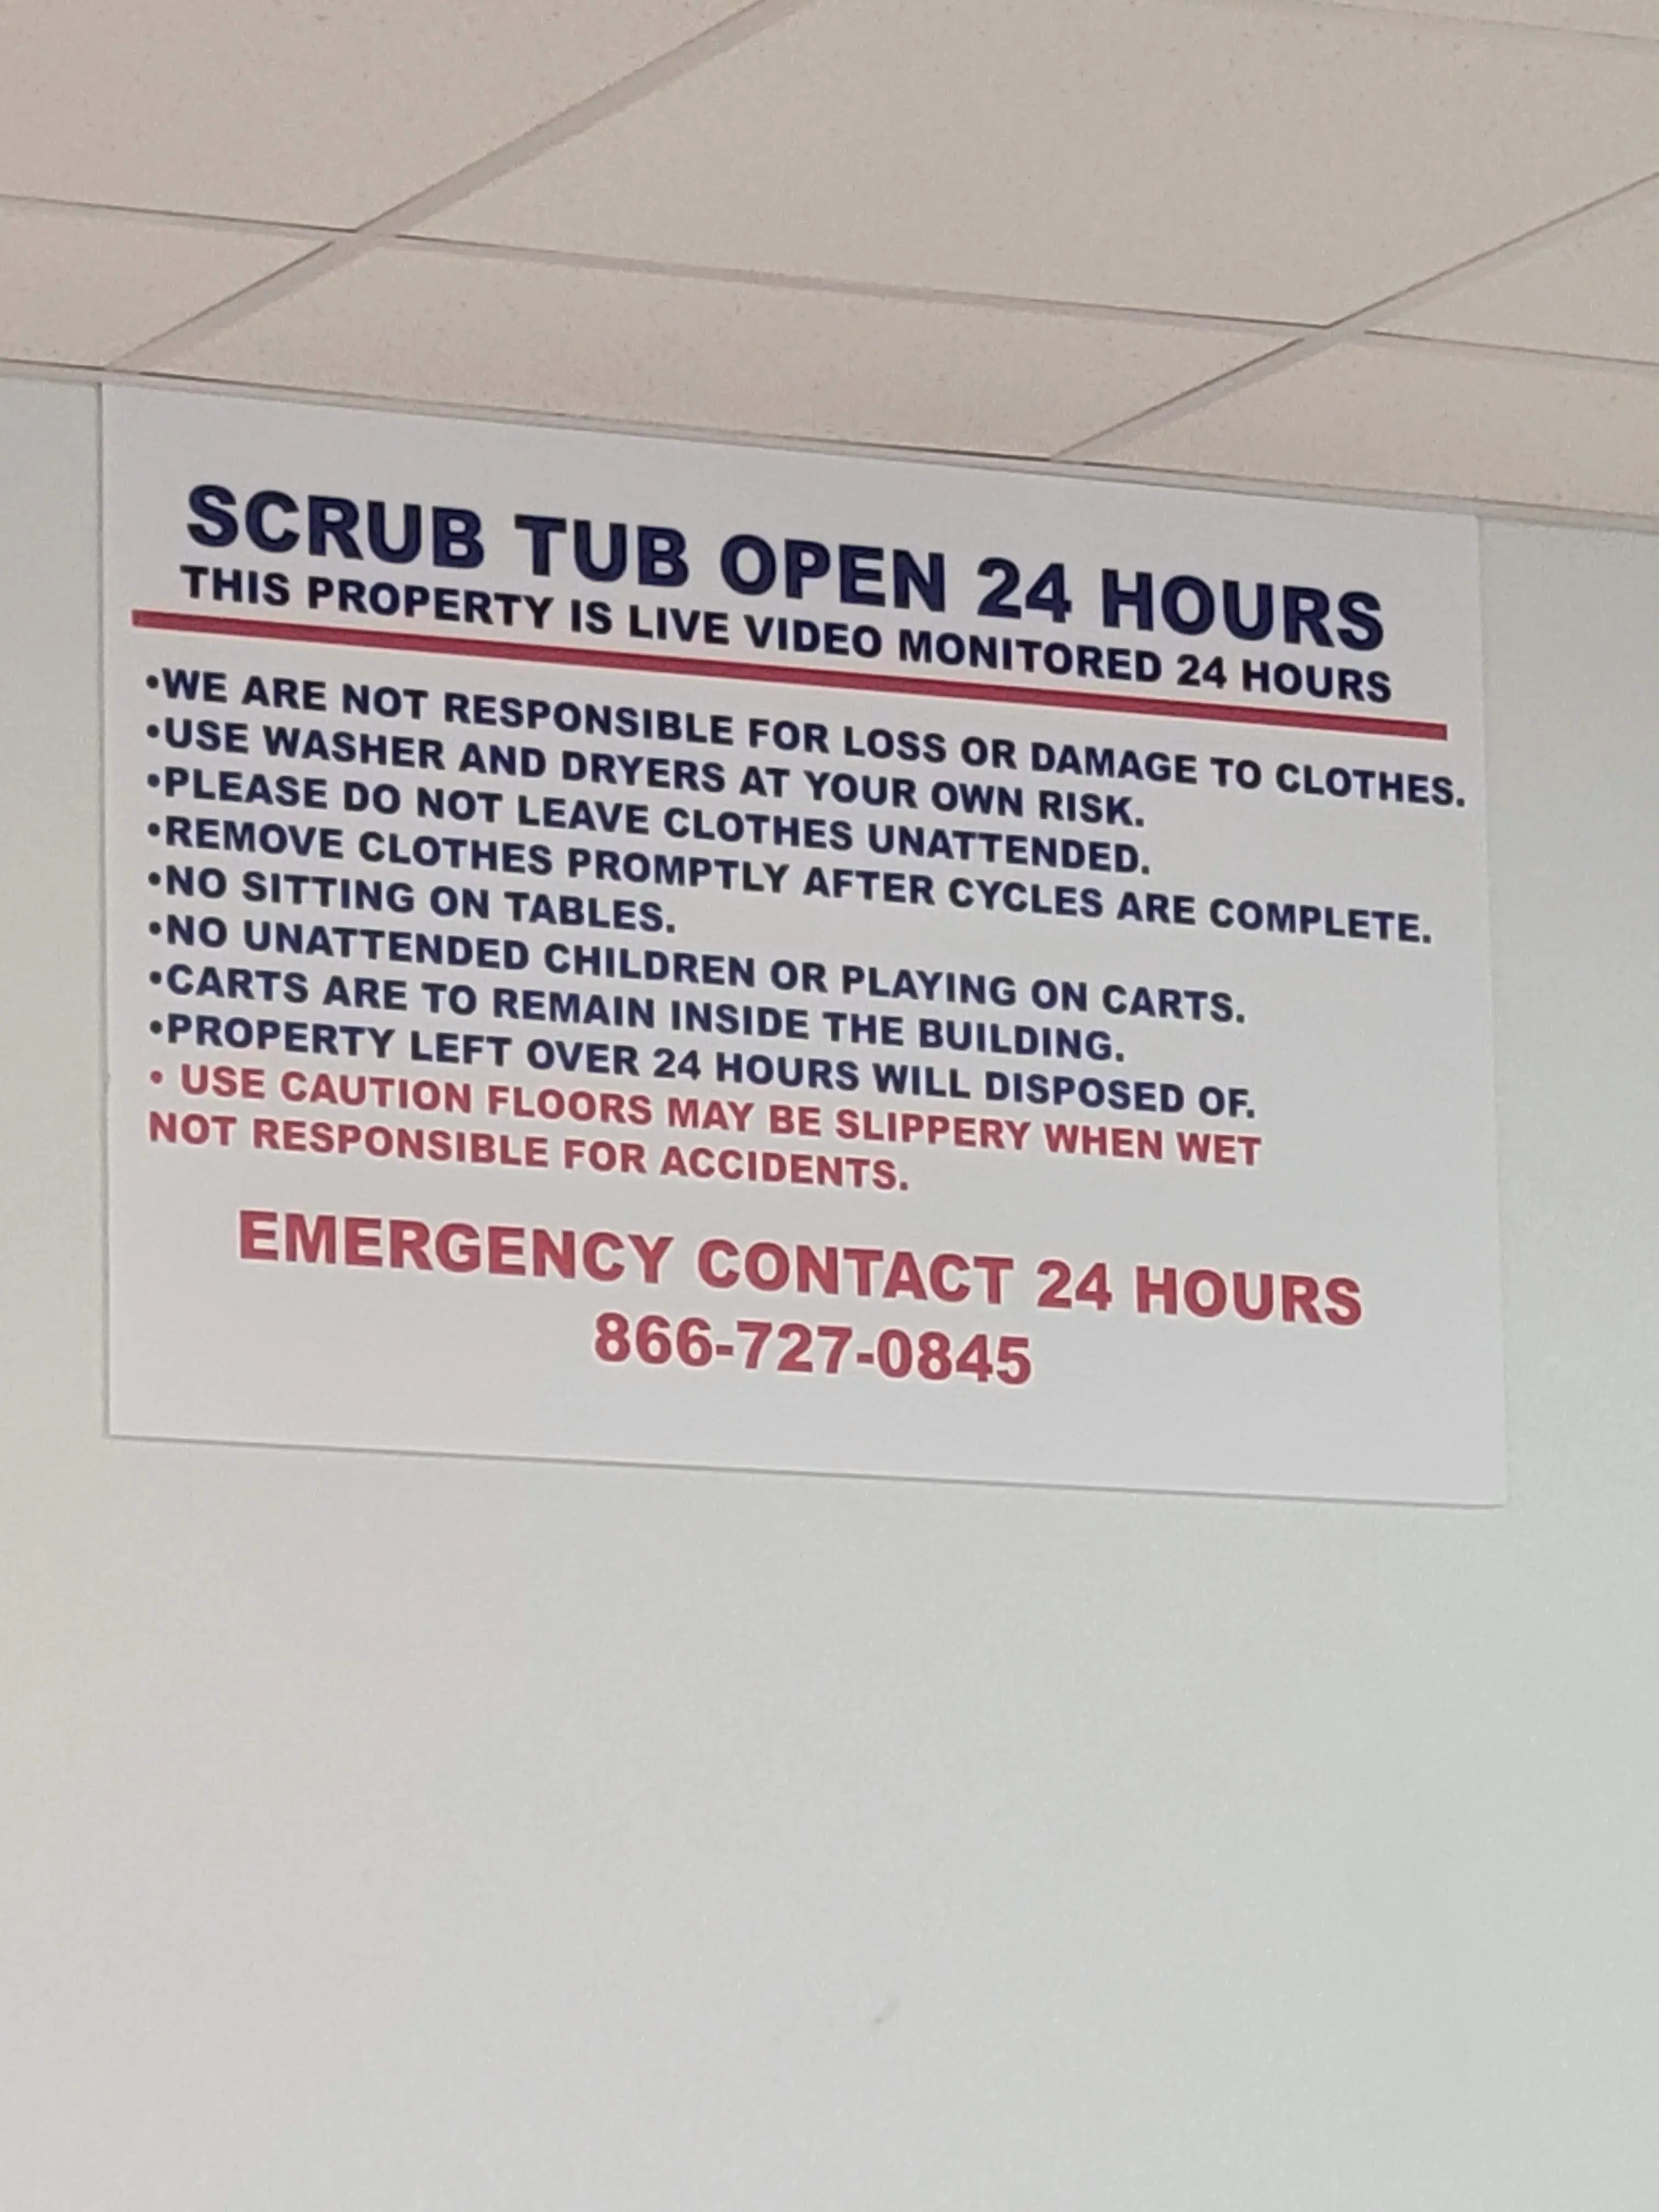 SCRUB TUB OPEN 24 HOURS
THIS PROPERTY IS LIVE VIDEO MONITORED 24 HOURS
•WE ARE NOT RESPONSIBLE FOR LOSS OR DAMAGE TO CLOTHES.
•USE WASHER AND DRYERS AT YOUR OWN RISK.
•PLEASE DO NOT LEAVE CLOTHES UNATTENDED.
•REMOVE CLOTHES PROMPTLY AFTER CYCLES ARE COMPLETE.
•NO SITTING ON TABLES.
•NO UNATTENDED CHILDREN OR PLAYING ON CARTS.
•CARTS ARE TO REMAIN INSIDE THE BUILDING.
•PROPERTY LEFT OVER 24 HOURS WILL DISPOSED OF.
• USE CAUTION FLOORS MAY BE SLIPPERY WHEN WET
NOT RESPONSIBLE FOR ACCIDENTS.
EMERGENCY CONTACT 24 HOURS
866-727-0845